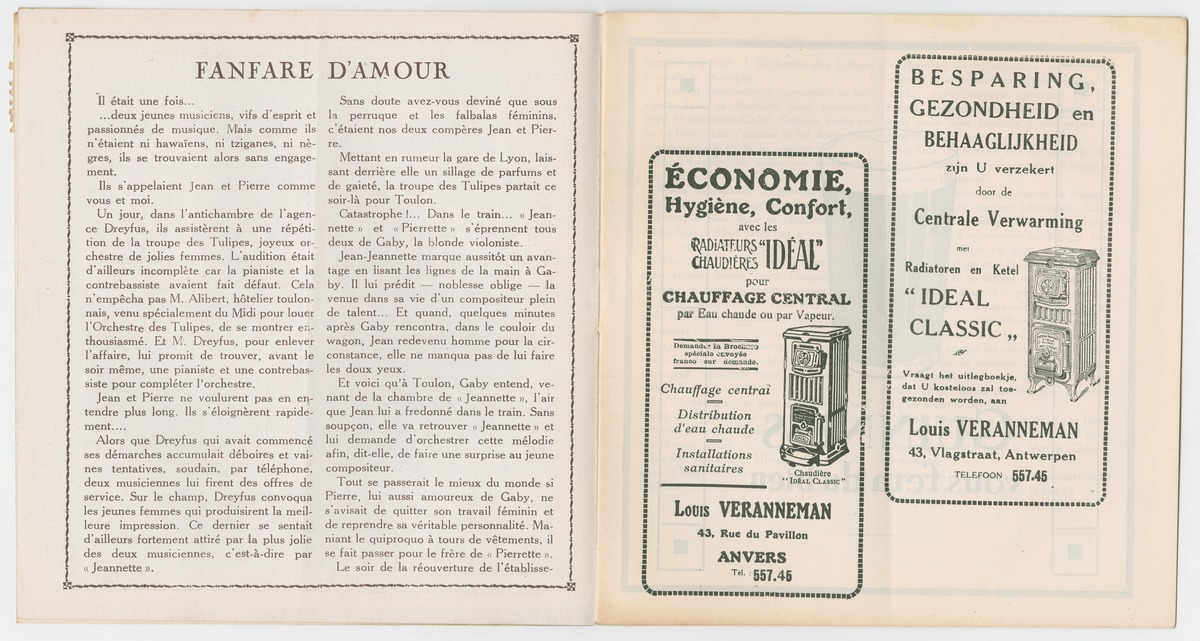 FANFARE D'AMOUR
Il était une fois...
...deux jeunes musiciens, vifs d'esprit et
passionnés de musique. Mais comme ils
n'étaient ni hawaïens, ni tziganes, ni nè-
gres, ils se trouvaient alors sans engage-
ment.
Ils s'appelaient Jean et Pierre comme
vous et moi.
Un jour, dans l'antichambre de l'agen-
ce Dreyfus, ils assistèrent à une répéti-
tion de la troupe des Tulipes, joyeux or-
chestre de jolies femmes. L'audition était
d'ailleurs incomplète car la pianiste et la
contrebassiste avaient fait défaut. Cela
n'empêcha pas M. Alibert, hôtelier toulon-
nais, venu spécialement du Midi pour louer
l'Orchestre des Tulipes, de se montrer en-
thousiasmé. Et M. Dreyfus, pour enlever
l'affaire, lui promit de trouver, avant le
soir même, une pianiste et une contrebas-
siste pour compléter l'orchestre.
Jean et Pierre ne voulurent pas en en-
tendre plus long. Ils s'éloignèrent rapide-
ment....
Alors que Dreyfus qui avait commencé
ses démarches accumulait déboires et vai-
nes tentatives, soudain, par téléphone,
deux musiciennes lui firent des offres de
service. Sur le champ, Dreyfus convoqua
les jeunes femmes qui produisirent la meil-
leure impression. Ce dernier se sentait
d'ailleurs fortement attiré par la plus jolie
des deux musiciennes, c'est-à-dire par
« Jeannette ».
Sans doute avez-vous deviné que sous
la perruque et les falbalas féminins,
c'étaient nos deux compères Jean et Pier-
re.
Mettant en rumeur la gare de Lyon, lais-
sant derrière elle un sillage de parfums et
de gaieté, la troupe des Tulipes partait ce
soir-là pour Toulon.
Catastrophe !... Dans le train... « Jean-
nette » et « Pierrette » s'éprennent tous
deux de Gaby, la blonde violoniste.
Jean-Jeannette marque aussitót un avan-
tage en lisant les lignes de la main à Ga-
by. Il lui prédit — noblesse oblige — la
venue dans sa vie d'un compositeur plein
de talent... Et quand, quelques minutes
après Gaby rencontra, dans le couloir du
wagon, Jean redevenu homme pour la cir-
constance, elle ne manqua pas de lui faire
les doux yeux.
Et voici qu'à Toulon, Gaby entend, ve-
nant de la chambre de « Jeannette », l'air
que Jean lui a fredonné dans le train. Sans
soupçon, elle va retrouver « Jeannette » et
lui demande d'orchestrer cette mélodie
afin, dit-elle, de faire une surprise au jeune
compositeur.
Tout se passerait le mieux du monde si
Pierre, lui aussi amoureux de Gaby, ne
s'avisait de quitter son travail féminin et
de reprendre sa véritable personnalité. Ma-
niant le quiproquo à tours de vêtements, il
se fait passer pour le frère de « Pierrette ».
Le soir de la réouverture de l'établisse-
ÉCONOMIE,
Hygiène, Confort,
avec les
RADIATEURS "IDÉAL"
CHAUDIÈRES
pour
CHAUFFAGE CENTRAL
par Eau chaude ou par Vapeur.
Demandez la Brochure
spéciale envoyée
franco sur demande.
Chauffage central
Distribution
d'eau chaude
Installations
sanitaires
Chaudière
"IDÉAL CLASSIC"
Louis VERANNEMAN
43, Rue du Pavillon
ANVERS
Tél. : 557.45
BESPARING,
GEZONDHEID en
BEHAAGLIJKHEID
zijn U verzekert
door de
Centrale Verwarming
met
Radiatoren en Ketel
“ IDEAL
CLASSIC „
Vraagt het uitlegboekje,
dat U kosteloos zal toe-
gezonden worden, aan
Louis VERANNEMAN
43, Vlagstraat, Antwerpen
TELEFOON 557.45